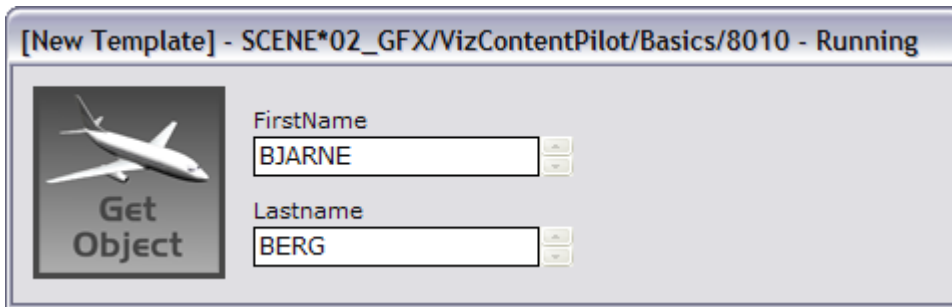 [New Template] - SCENE*02_GFX/VizContentPilot/Basics/8010 - Running
Get
Object
FirstName
BJARNE
Lastname
BERG